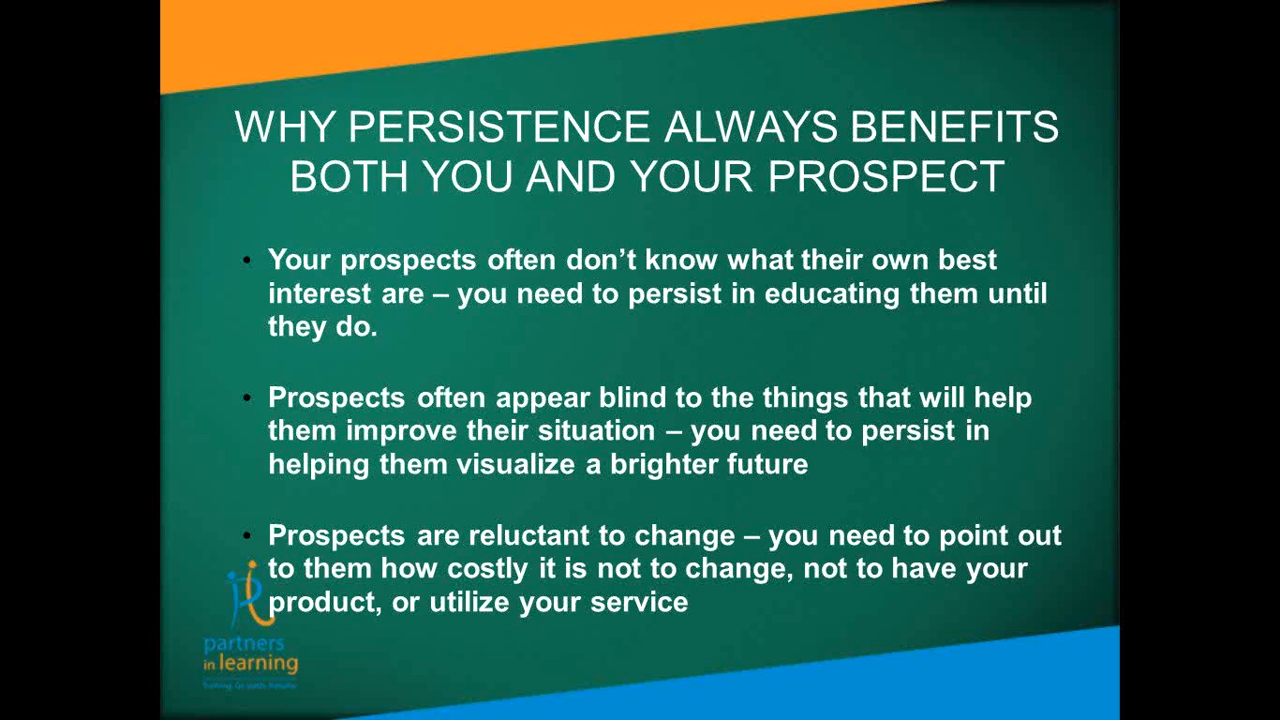 WHY PERSISTENCE ALWAYS BENEFITS
BOTH YOU AND YOUR PROSPECT
• Your prospects often don’t know what their own best
interest are – you need to persist in educating them until
they do.
• Prospects often appear blind to the things that will help
them improve their situation – you need to persist in
helping them visualize a brighter future
• Prospects are reluctant to change – you need to point out
to them how costly it is not to change, not to have your
product, or utilize your service
partners
in learning